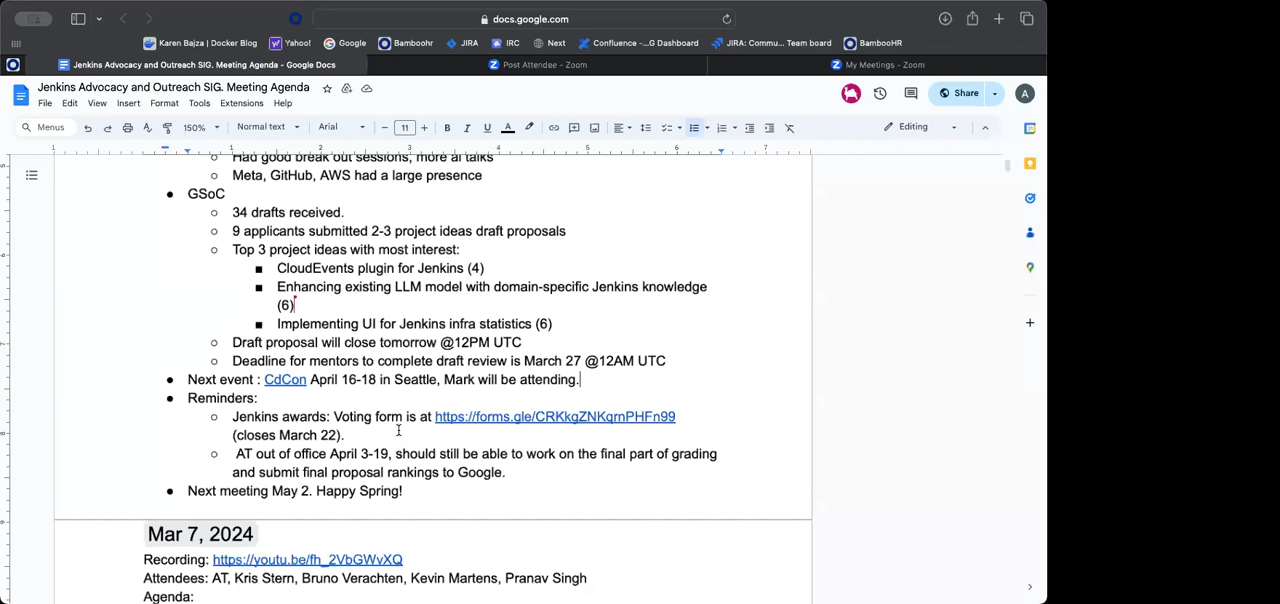 docs.google.com
Karen Bajza | Docker Blog
Yahoo!
Google
Bamboohr
JIRA
IRC
Next
Confluence ...G Dashboard
JIRA: Commu... Team board
BambooHR
Jenkins Advocacy and Outreach SIG. Meeting Agenda - Google Docs
Post Attendee - Zoom
My Meetings - Zoom
Jenkins Advocacy and Outreach SIG. Meeting Agenda
File Edit View Insert Format Tools Extensions Help
Share
A
Menus
150%
Normal text
Arial
11
B I U A
Editing
1 1 2 3 4 5 6 7
Had good break out sessions, more ai talks
Meta, GitHub, AWS had a large presence
GSoC
34 drafts received.
9 applicants submitted 2-3 project ideas draft proposals
Top 3 project ideas with most interest:
CloudEvents plugin for Jenkins (4)
Enhancing existing LLM model with domain-specific Jenkins knowledge
(6)
Implementing UI for Jenkins infra statistics (6)
Draft proposal will close tomorrow @12PM UTC
Deadline for mentors to complete draft review is March 27 @12AM UTC
Next event : CdCon April 16-18 in Seattle, Mark will be attending.
Reminders:
Jenkins awards: Voting form is at https://forms.gle/CRKkgZNKqrnPHFn99
(closes March 22).
AT out of office April 3-19, should still be able to work on the final part of grading
and submit final proposal rankings to Google.
Next meeting May 2. Happy Spring!
Mar 7, 2024
Recording: https://youtu.be/fh_2VbGWvXQ
Attendees: AT, Kris Stern, Bruno Verachten, Kevin Martens, Pranav Singh
Agenda: